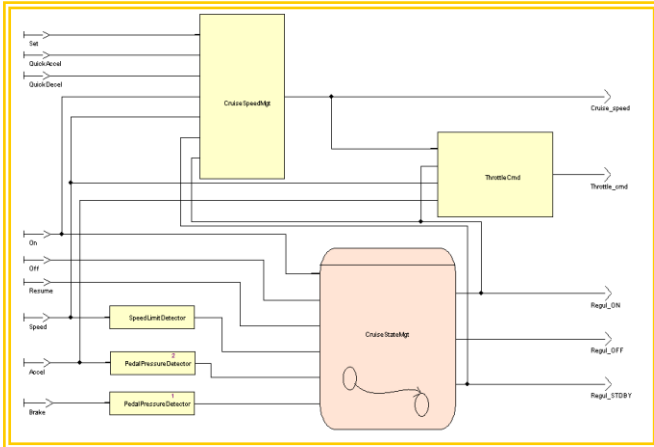 Set
QuickAccel
QuickDecel
CruiseSpeedMgt
Cruise_speed
ThrottleCmd
Throttle_cmd
On
Off
Resume
Regul_ON
Speed
SpeedLimitDetector
CruiseStateMgt
Regul_OFF
2
Accel
PedalPressureDetector
Regul_STDBY
1
Brake
PedalPressureDetector